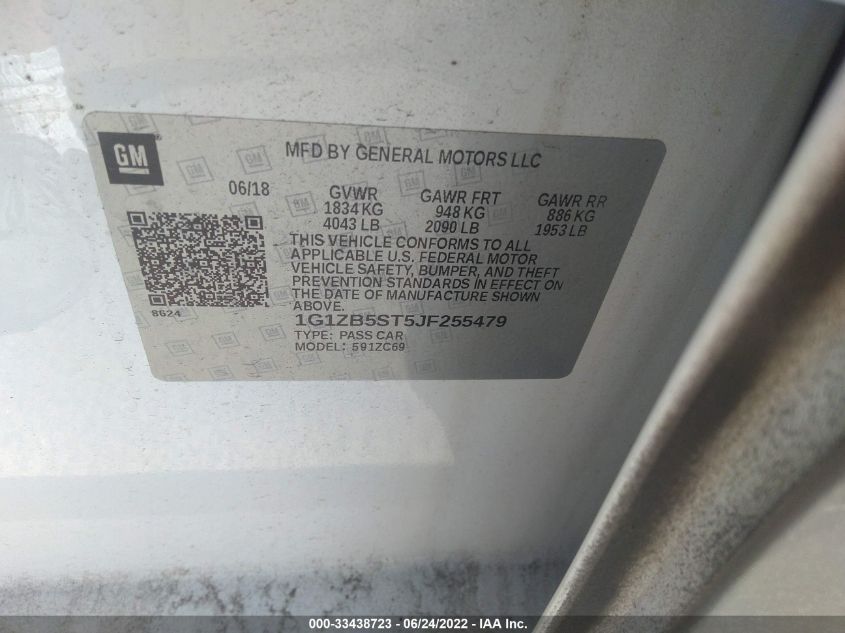 GM
MFD BY GENERAL MOTORS LLC
06/18
GVWR GAWR FRT GAWR RR
1834 KG 948 KG 886 KG
4043 LB 2090 LB 1953 LB
THIS VEHICLE CONFORMS TO ALL
APPLICABLE U.S. FEDERAL MOTOR
VEHICLE SAFETY, BUMPER, AND THEFT
PREVENTION STANDARDS IN EFFECT ON
THE DATE OF MANUFACTURE SHOWN
ABOVE.
8624
1G1ZB5ST5JF255479
TYPE: PASS CAR
MODEL: 591ZC69
000-33438723 - 06/24/2022 - IAA Inc.